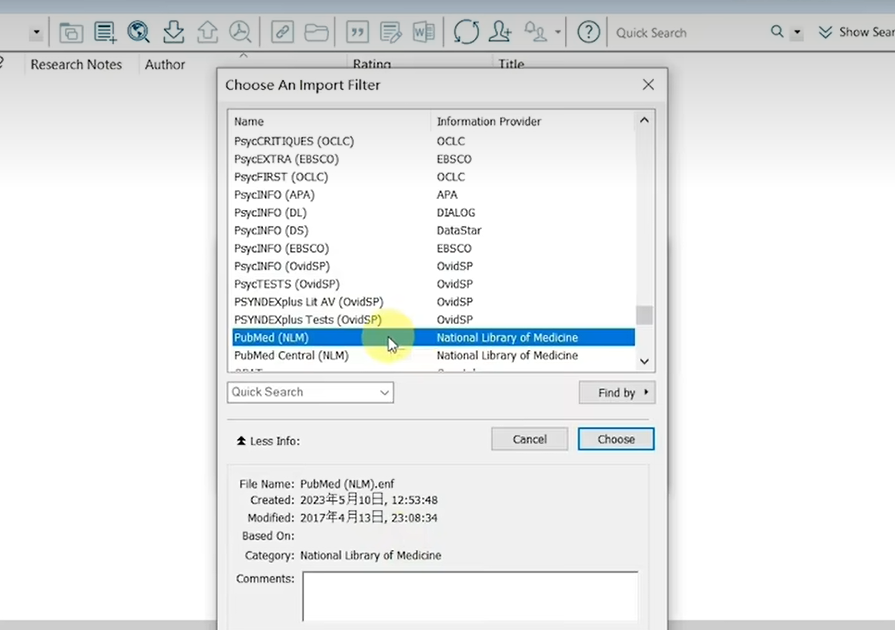 Quick Search
Show Sear
?
Research Notes
Author
Rating
Title
Choose An Import Filter
Name Information Provider
PsycCRITIQUES (OCLC) OCLC
PsycEXTRA (EBSCO) EBSCO
PsycFIRST (OCLC) OCLC
PsycINFO (APA) APA
PsycINFO (DL) DIALOG
PsycINFO (DS) DataStar
PsycINFO (EBSCO) EBSCO
PsycINFO (OvidSP) OvidSP
PsycTESTS (OvidSP) OvidSP
PSYNDEXplus Lit AV (OvidSP) OvidSP
PSYNDEXplus Tests (OvidSP) OvidSP
PubMed (NLM) National Library of Medicine
PubMed Central (NLM) National Library of Medicine
Quick Search
Find by
Less Info:
Cancel
Choose
File Name: PubMed (NLM).enf
Created: 2023年5月10日, 12:53:48
Modified: 2017年4月13日, 23:08:34
Based On:
Category: National Library of Medicine
Comments: